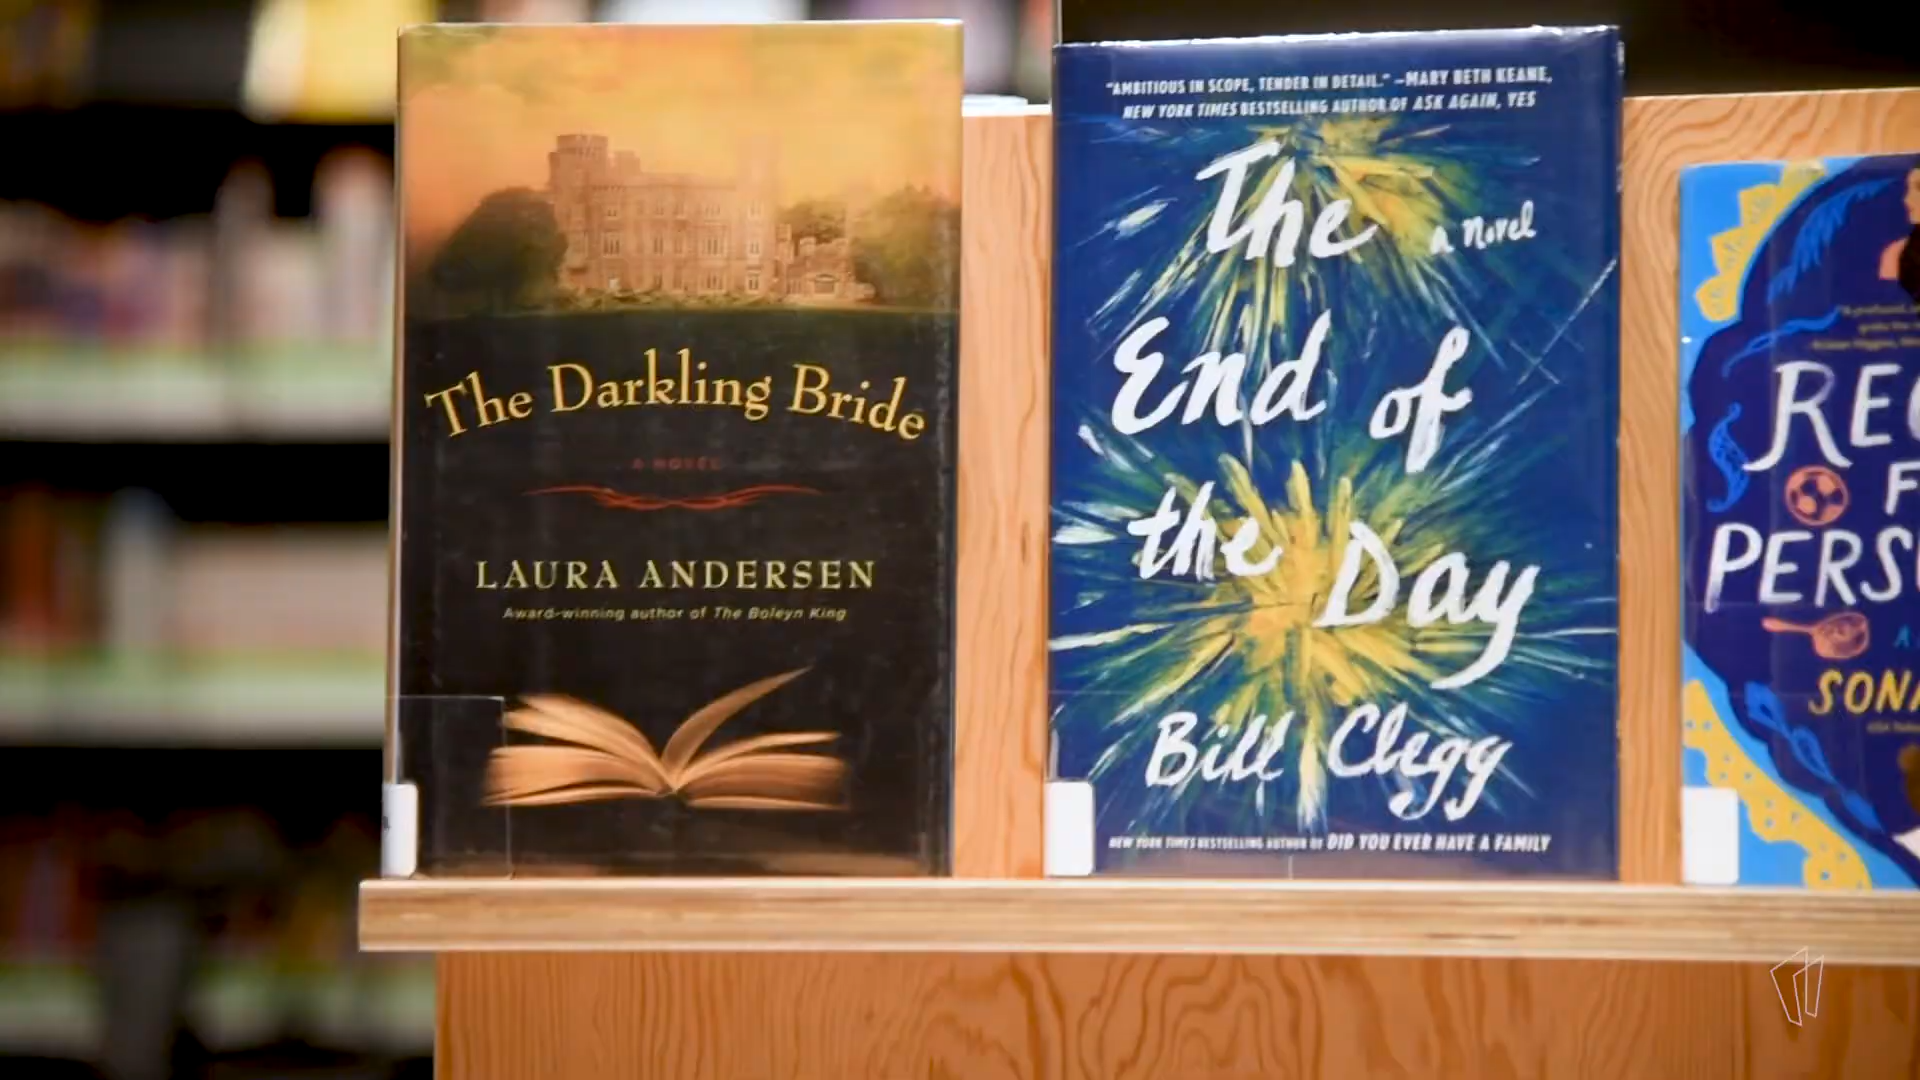 The Darkling Bride
A NOVEL
LAURA ANDERSEN
Award-winning author of The Boleyn King
"AMBITIOUS IN SCOPE, TENDER IN DETAIL." —MARY BETH KEANE,
NEW YORK TIMES BESTSELLING AUTHOR OF ASK AGAIN, YES
The
a Novel
End of
the Day
Bill Clegg
NEW YORK TIMES BESTSELLING AUTHOR OF DID YOU EVER HAVE A FAMILY
REC
F
PERS
A
SONA